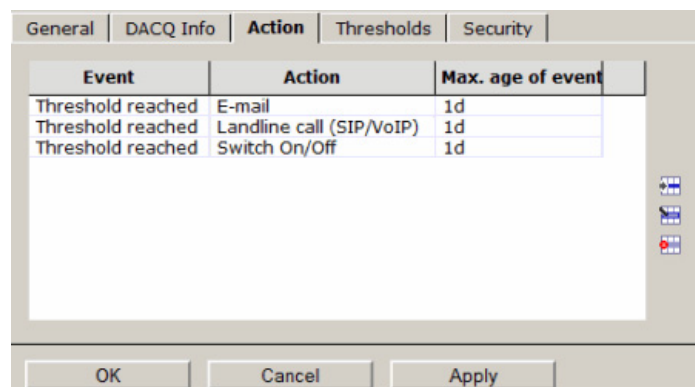 General DACQ Info Action Thresholds Security
Event Action Max. age of event
Threshold reached E-mail 1d
Threshold reached Landline call (SIP/VoIP) 1d
Threshold reached Switch On/Off 1d
OK Cancel Apply